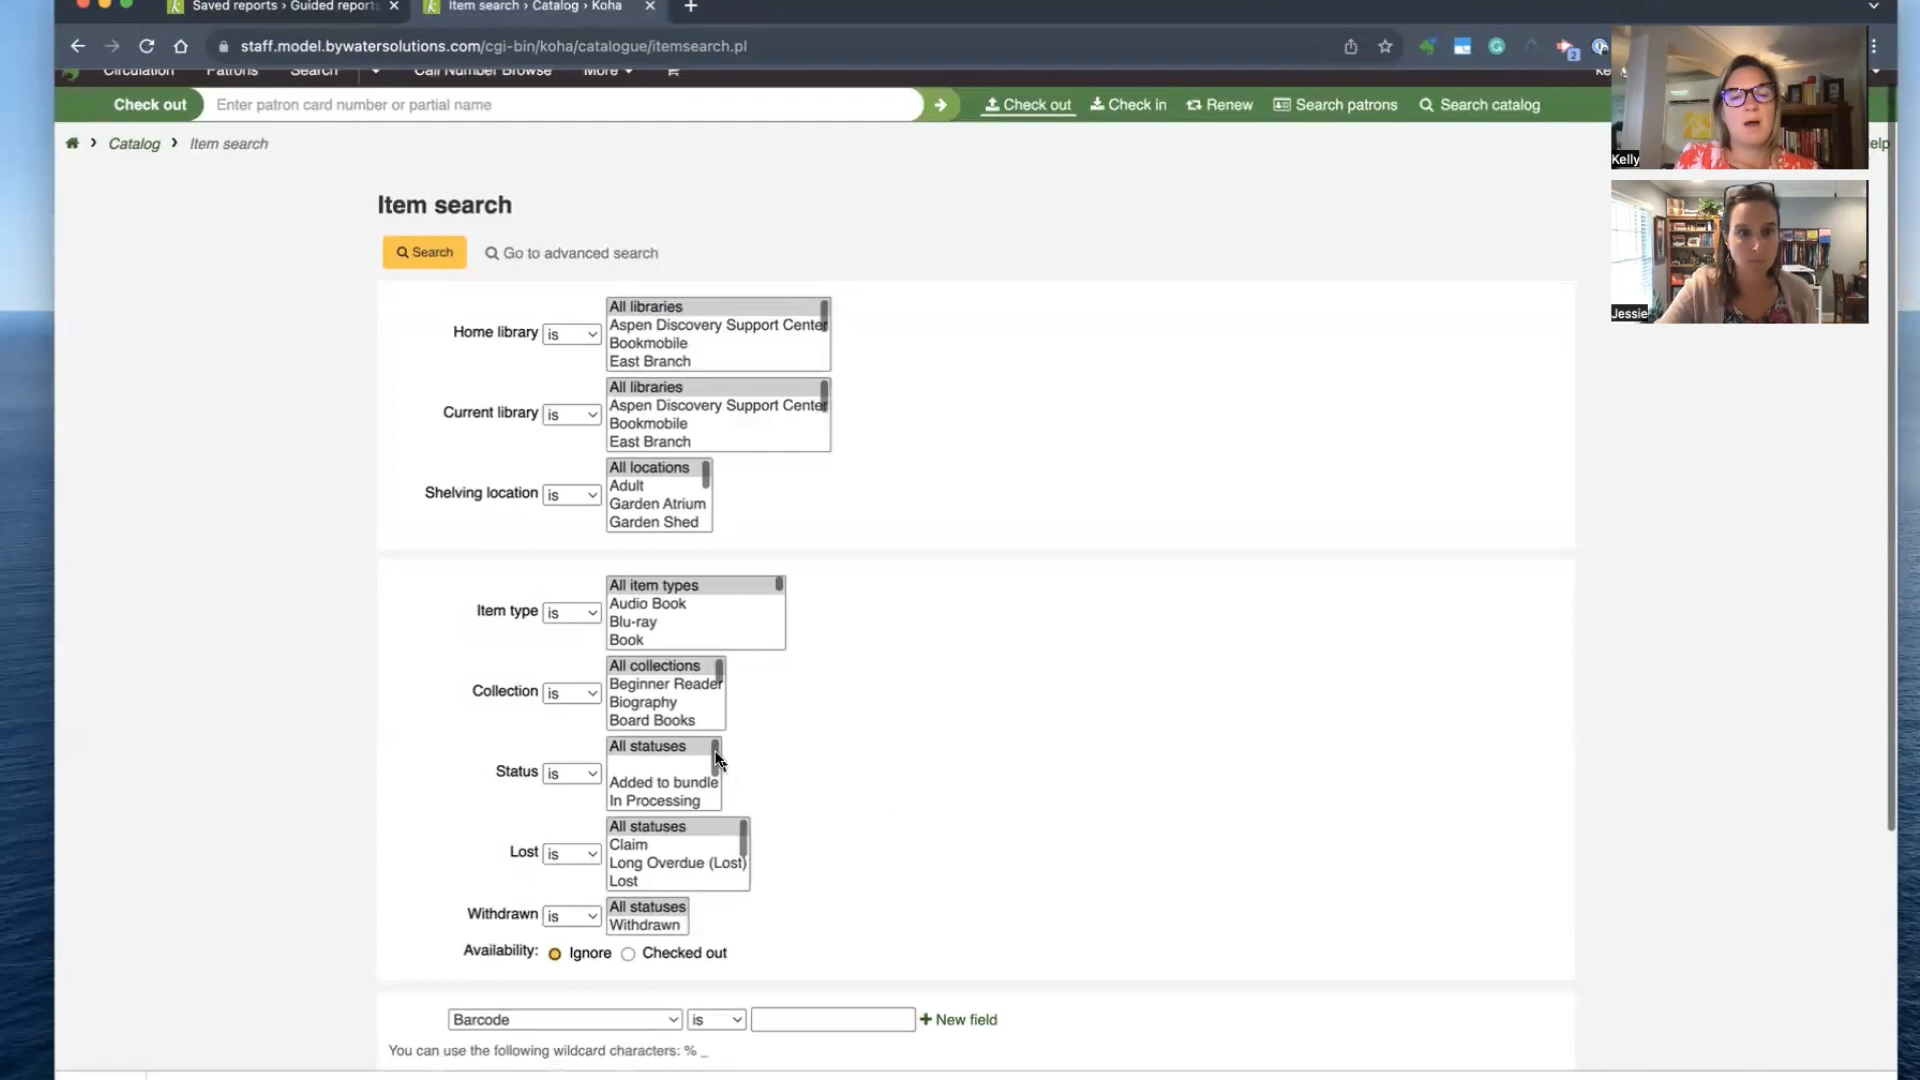 Saved reports › Guided reports
Item search › Catalog › Koha
staff.model.bywatersolutions.com/cgi-bin/koha/catalogue/itemsearch.pl
2
Circulation Patrons Search Call Number Browse More
Check out Enter patron card number or partial name Check out Check in Renew Search patrons Search catalog
Catalog Item search
Kelly
Jessie
Item search
Search Go to advanced search
Home library is
All libraries
Aspen Discovery Support Center
Bookmobile
East Branch
Current library is
All libraries
Aspen Discovery Support Center
Bookmobile
East Branch
Shelving location is
All locations
Adult
Garden Atrium
Garden Shed
Item type is
All item types
Audio Book
Blu-ray
Book
Collection is
All collections
Beginner Reader
Biography
Board Books
Status is
All statuses
Added to bundle
In Processing
Lost is
All statuses
Claim
Long Overdue (Lost)
Lost
Withdrawn is
All statuses
Withdrawn
Availability: Ignore Checked out
Barcode is + New field
You can use the following wildcard characters: % _